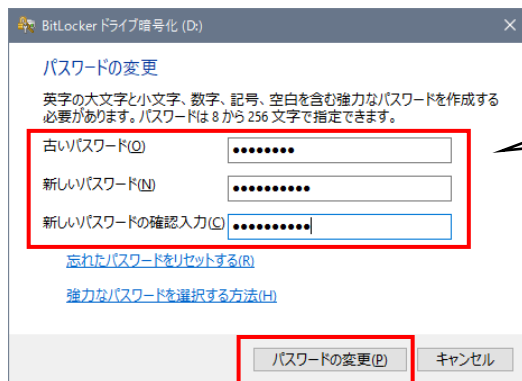 BitLocker ドライブ暗号化 (D:)
パスワードの変更
英字の大文字と小文字、数字、記号、空白を含む強力なパスワードを作成する
必要があります。パスワードは 8 から 256 文字で指定できます。
古いパスワード(O) ●●●●●●●●
新しいパスワード(N) ●●●●●●●●●●
新しいパスワードの確認入力(C) ●●●●●●●●●●
忘れたパスワードをリセットする(R)
強力なパスワードを選択する方法(H)
パスワードの変更(P) キャンセル